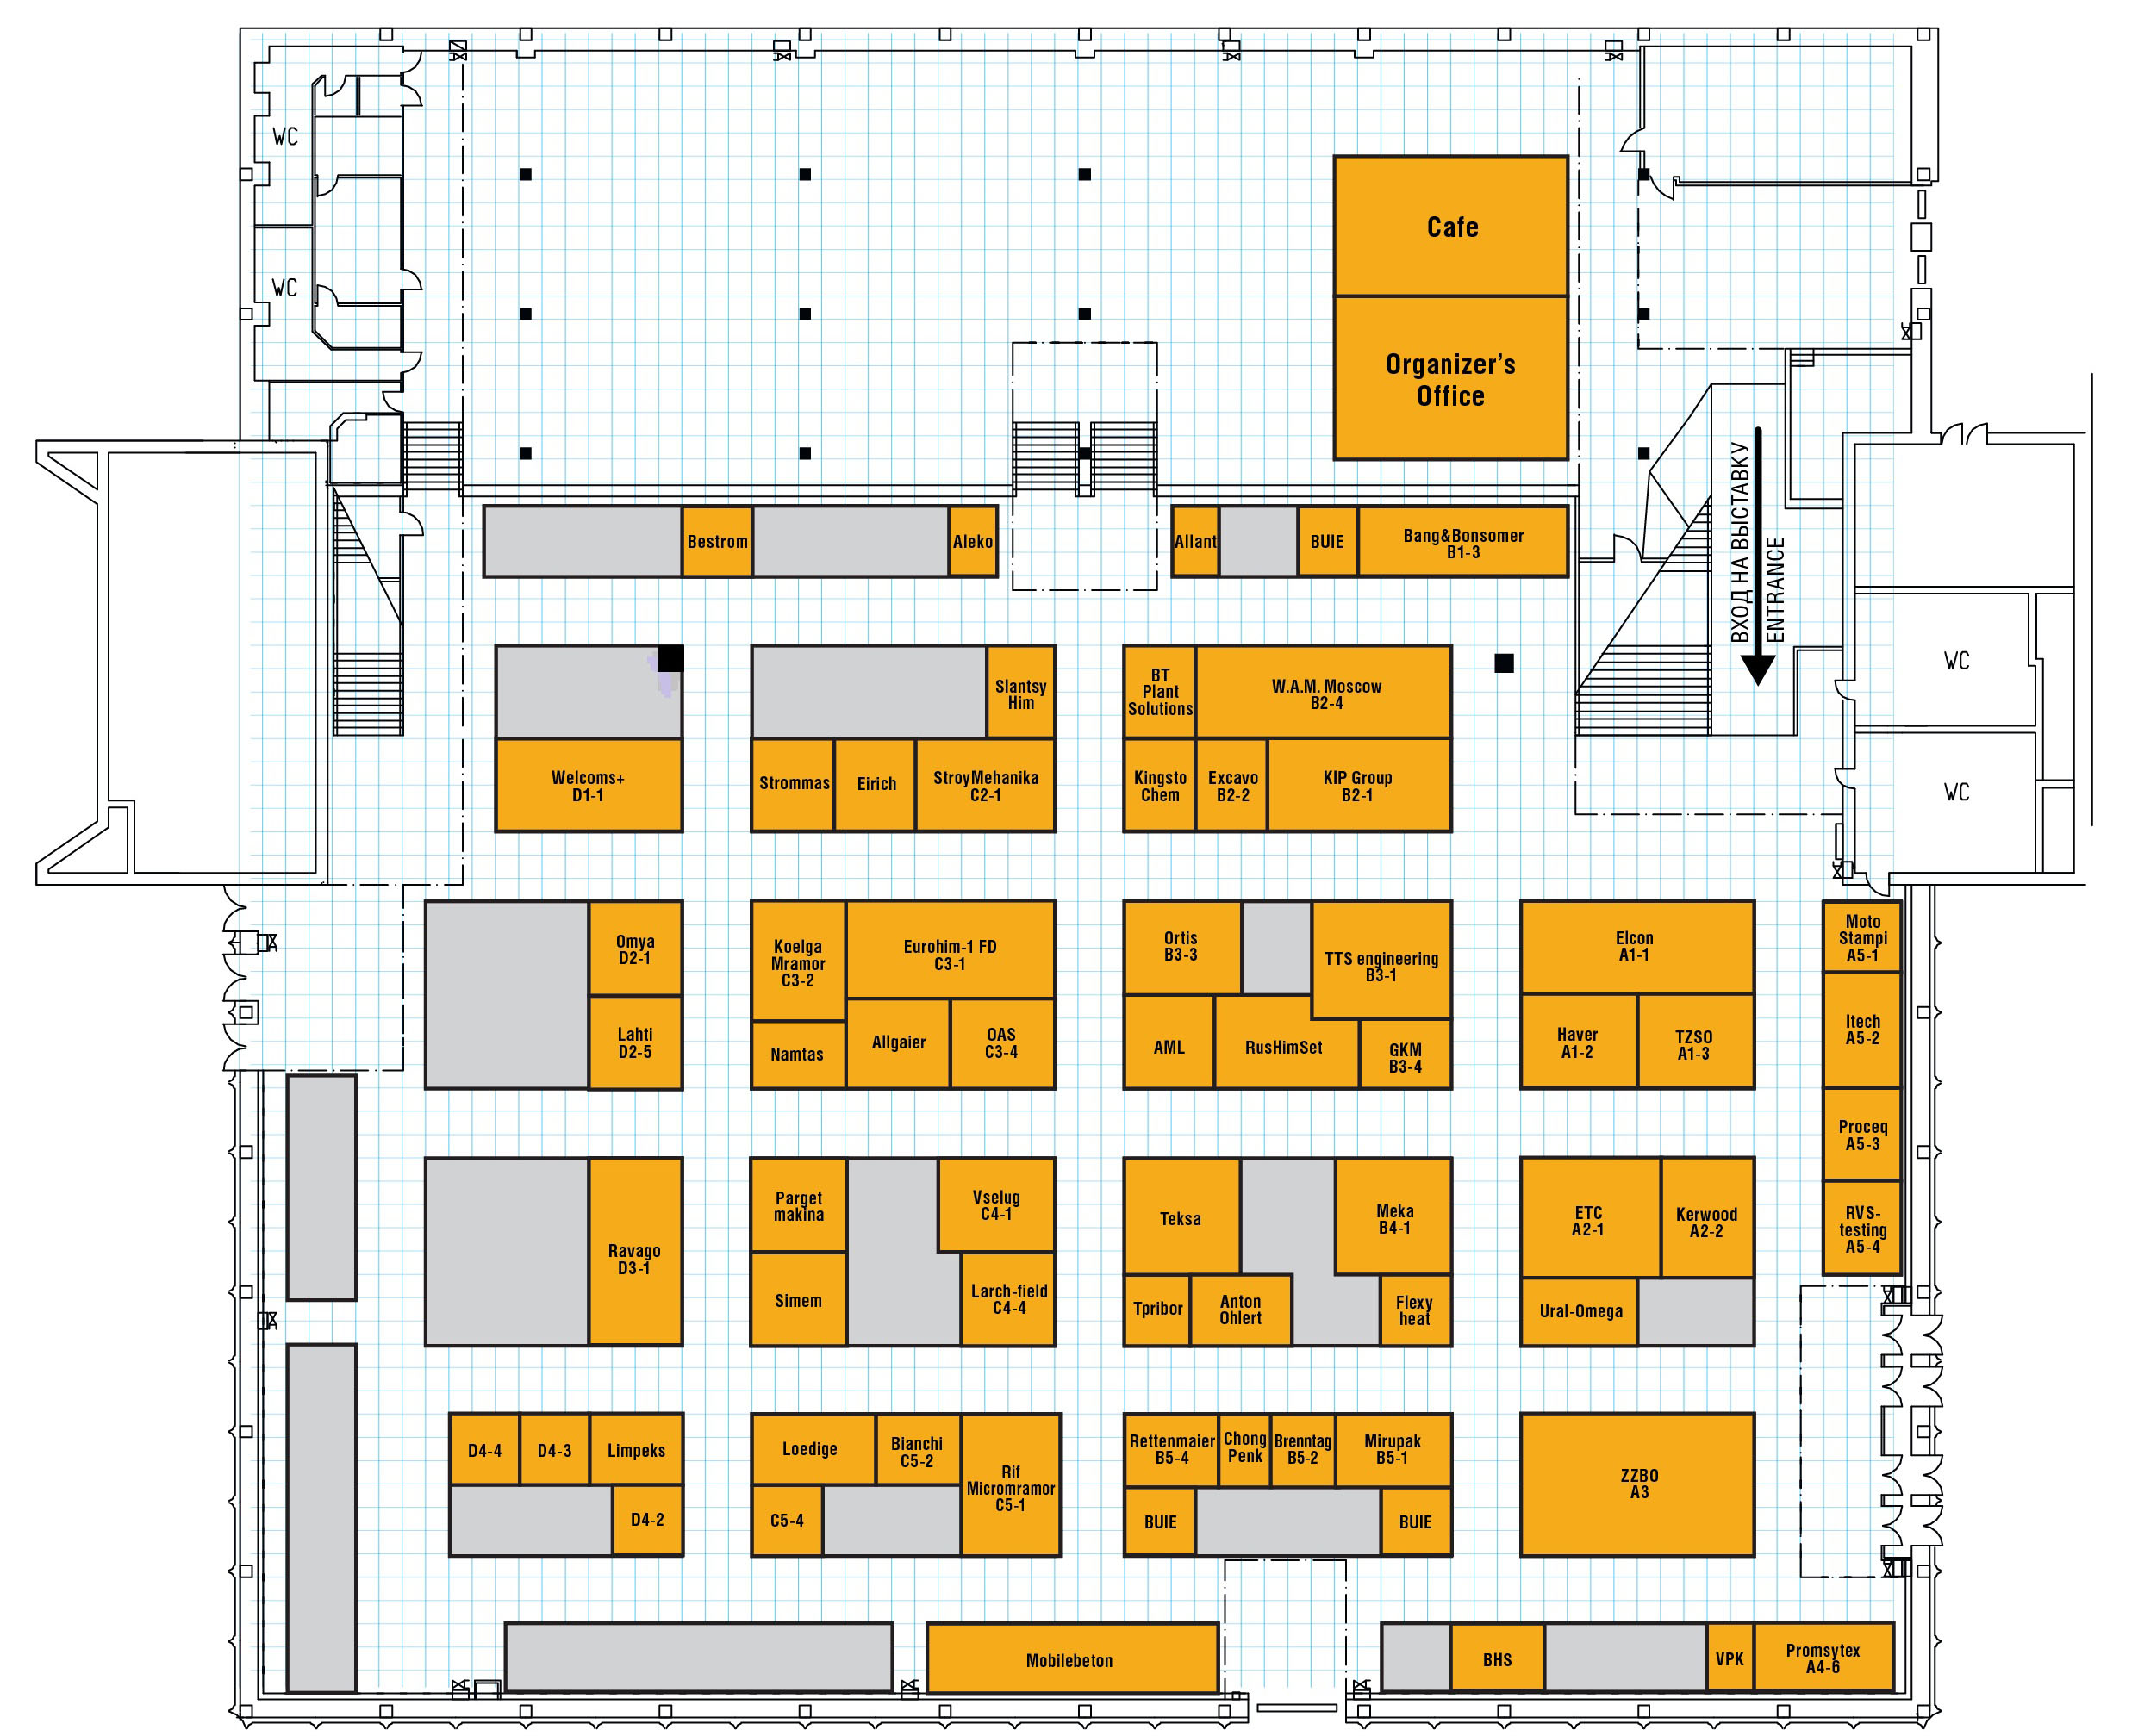 WC
WC
Cafe
Organizer's
Office
ВХОД НА ВЫСТАВКУ
ENTRANCE
Bestrom
Aleko
Allant
BUIE
Bang&Bonsomer
B1-3
WC
WC
Slantsy
Him
BT
Plant
Solutions
W.A.M. Moscow
B2-4
Welcoms+
D1-1
Strommas
Eirich
StroyMehanika
C2-1
Kingsto
Chem
Excavo
B2-2
KIP Group
B2-1
Omya
D2-1
Lahti
D2-5
Koelga
Mramor
C3-2
Eurohim-1 FD
C3-1
Namtas
Allgaier
OAS
C3-4
Ortis
B3-3
TTS engineering
B3-1
AML
RusHimSet
GKM
B3-4
Elcon
A1-1
Haver
A1-2
TZSO
A1-3
Moto
Stampi
A5-1
Itech
A5-2
Proceq
A5-3
RVS-
testing
A5-4
Ravago
D3-1
Parget
makina
Vselug
C4-1
Simem
Larch-field
C4-4
Teksa
Meka
B4-1
Tpribor
Anton
Ohlert
Flexy
heat
ETC
A2-1
Kerwood
A2-2
Ural-Omega
D4-4
D4-3
Limpeks
D4-2
Loedige
Bianchi
C5-2
Rif
Micromramor
C5-1
C5-4
Rettenmaier
B5-4
Chong
Penk
Brenntag
B5-2
Mirupak
B5-1
BUIE
BUIE
ZZBO
A3
Mobilebeton
BHS
VPK
Promsytex
A4-6